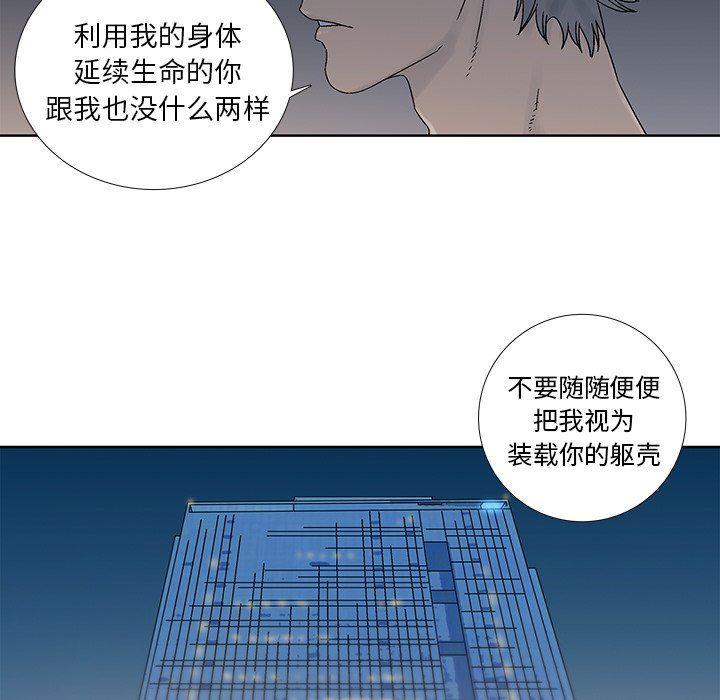 利用我的身体
延续生命的你
跟我也没什么两样
不要随随便便
把我视为
装载你的躯壳